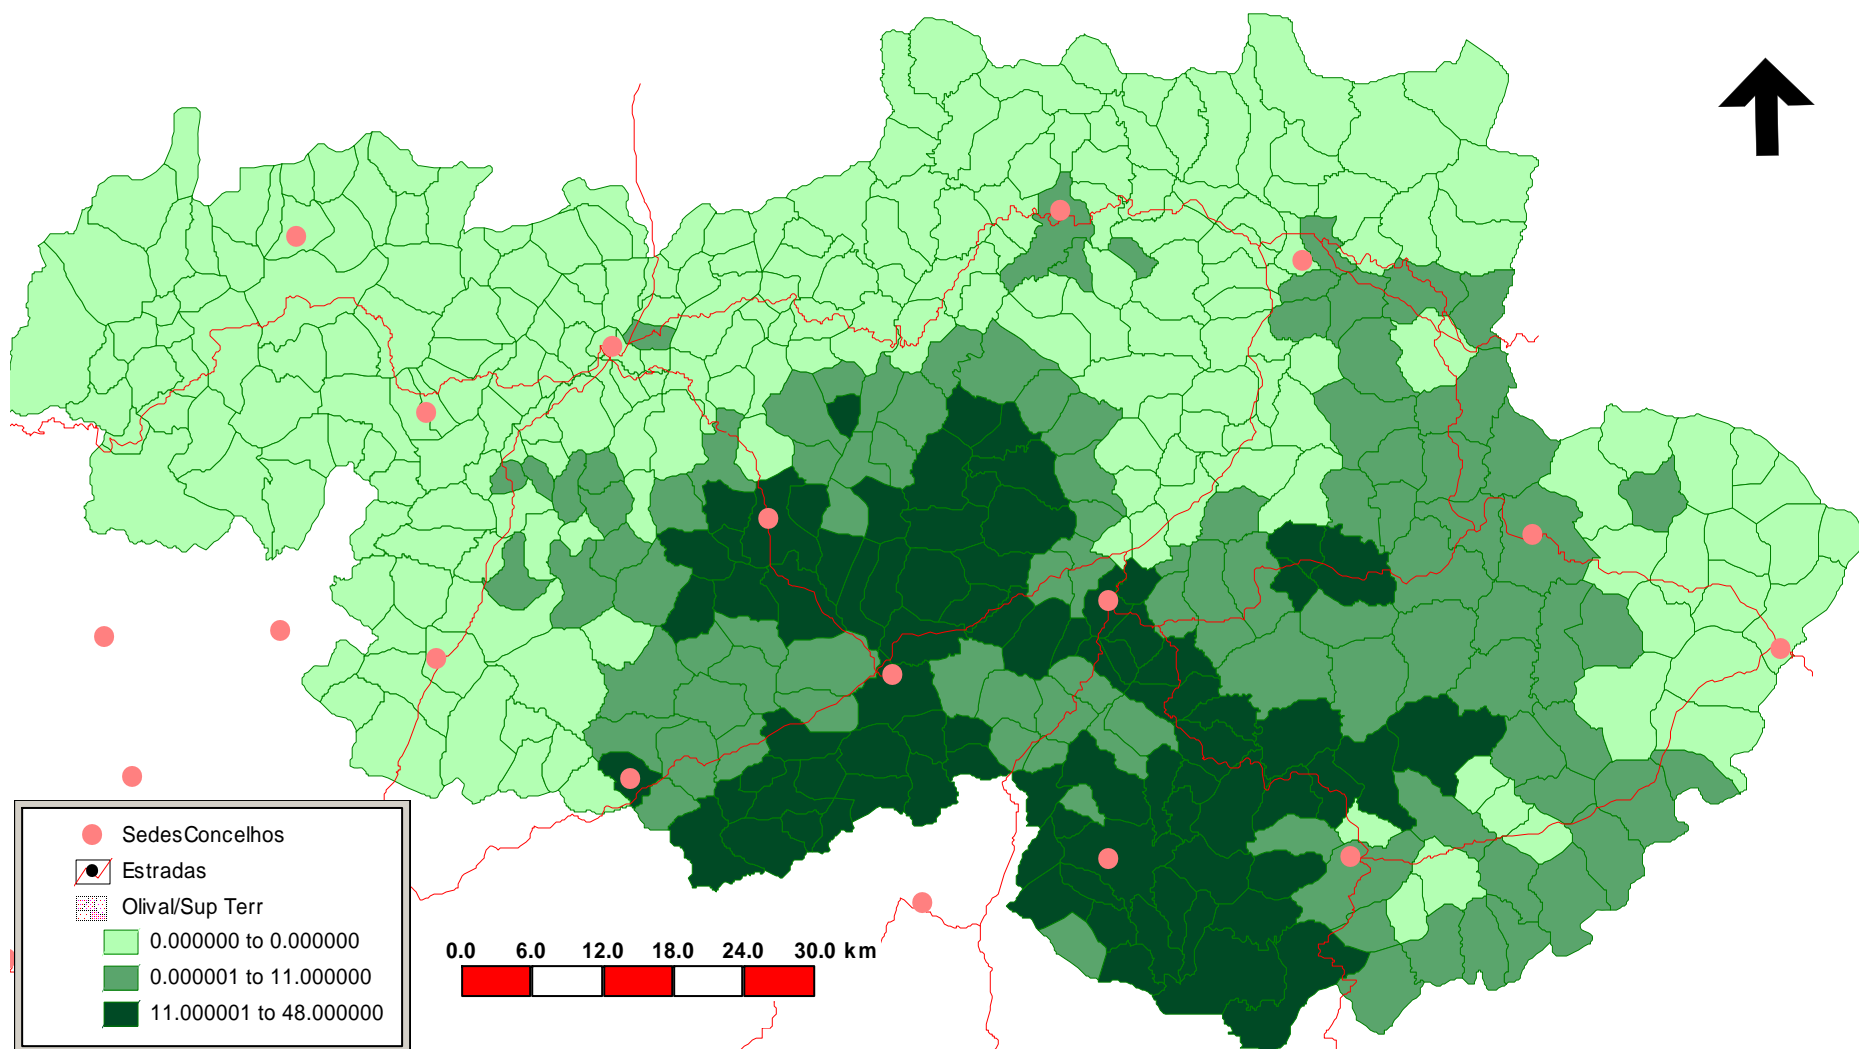 SedesConcelhos
Estradas
Olival/Sup Terr
0.000000 to 0.000000
0.000001 to 11.000000
11.000001 to 48.000000
0.0 6.0 12.0 18.0 24.0 30.0 km